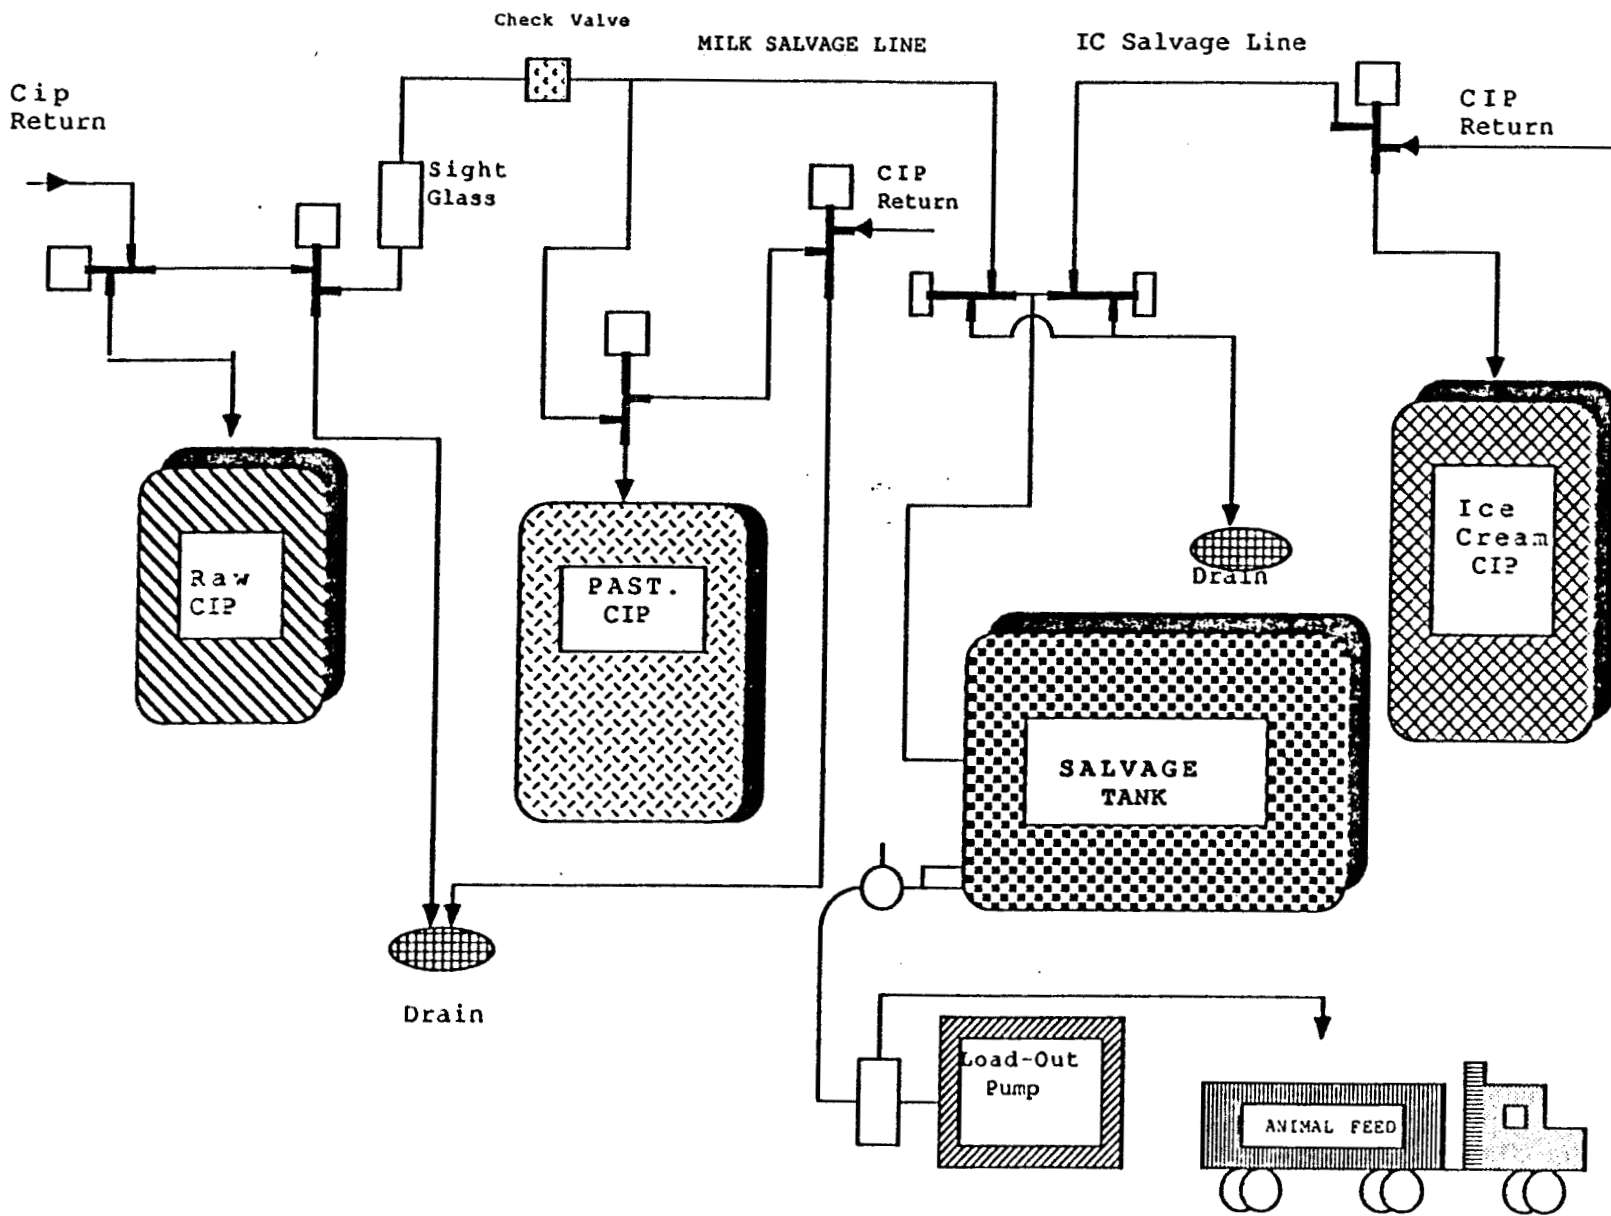 Check Valve
MILK SALVAGE LINE
IC Salvage Line
Cip
Return
CIP
Return
Sight
Glass
CIP
Return
Ice
Cream
CIP
Raw
CIP
PAST.
CIP
Drain
SALVAGE
TANK
Drain
Load-Out
Pump
ANIMAL FEED